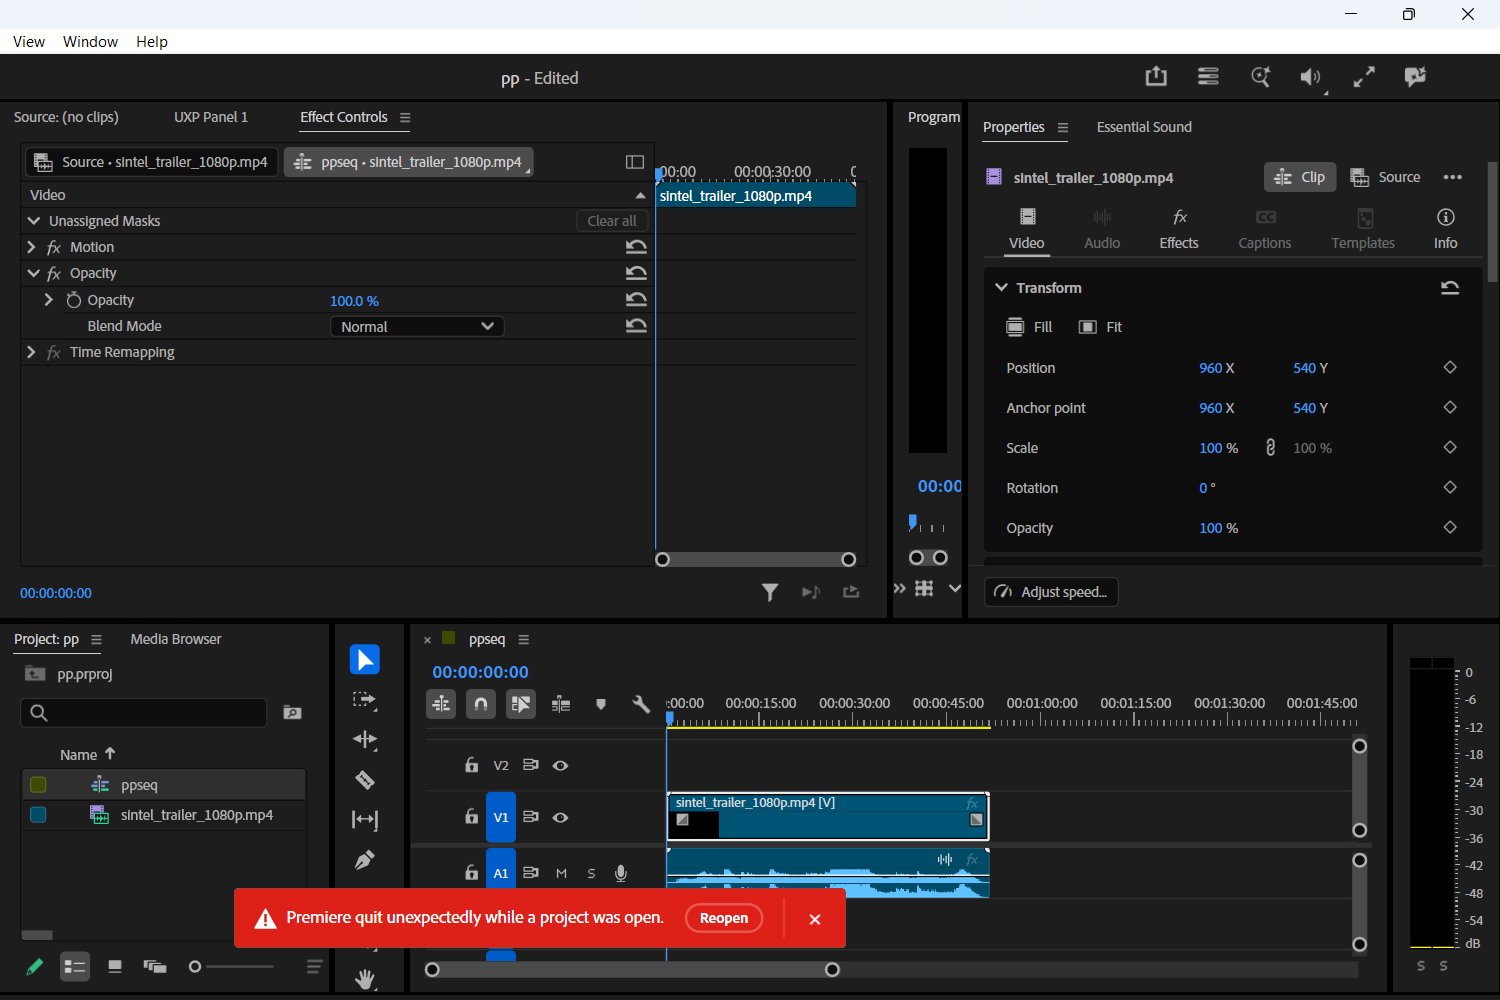 View Window Help
pp - Edited
Source: (no clips) UXP Panel 1 Effect Controls
Source • sintel_trailer_1080p.mp4 ppseq • sintel_trailer_1080p.mp4
Video
Unassigned Masks Clear all
fx Motion
fx Opacity
Opacity 100.0 %
Blend Mode Normal
fx Time Remapping
00:00 00:00:30:00
sintel_trailer_1080p.mp4
00:00:00:00
Program
00:00
Properties Essential Sound
sintel_trailer_1080p.mp4 Clip Source
fx CC
Video Audio Effects Captions Templates Info
Transform
Fill Fit
Position 960 X 540 Y
Anchor point 960 X 540 Y
Scale 100 % 100 %
Rotation 0 °
Opacity 100 %
Adjust speed...
Project: pp Media Browser
pp.prproj
Name
ppseq
sintel_trailer_1080p.mp4
ppseq
00:00:00:00
:00:00 00:00:15:00 00:00:30:00 00:00:45:00 00:01:00:00 00:01:15:00 00:01:30:00 00:01:45:00
V2
V1
sintel_trailer_1080p.mp4 [V] fx
A1 M S
fx
Premiere quit unexpectedly while a project was open. Reopen
0
-6
-12
-18
-24
-30
-36
-42
-48
-54
dB
S S